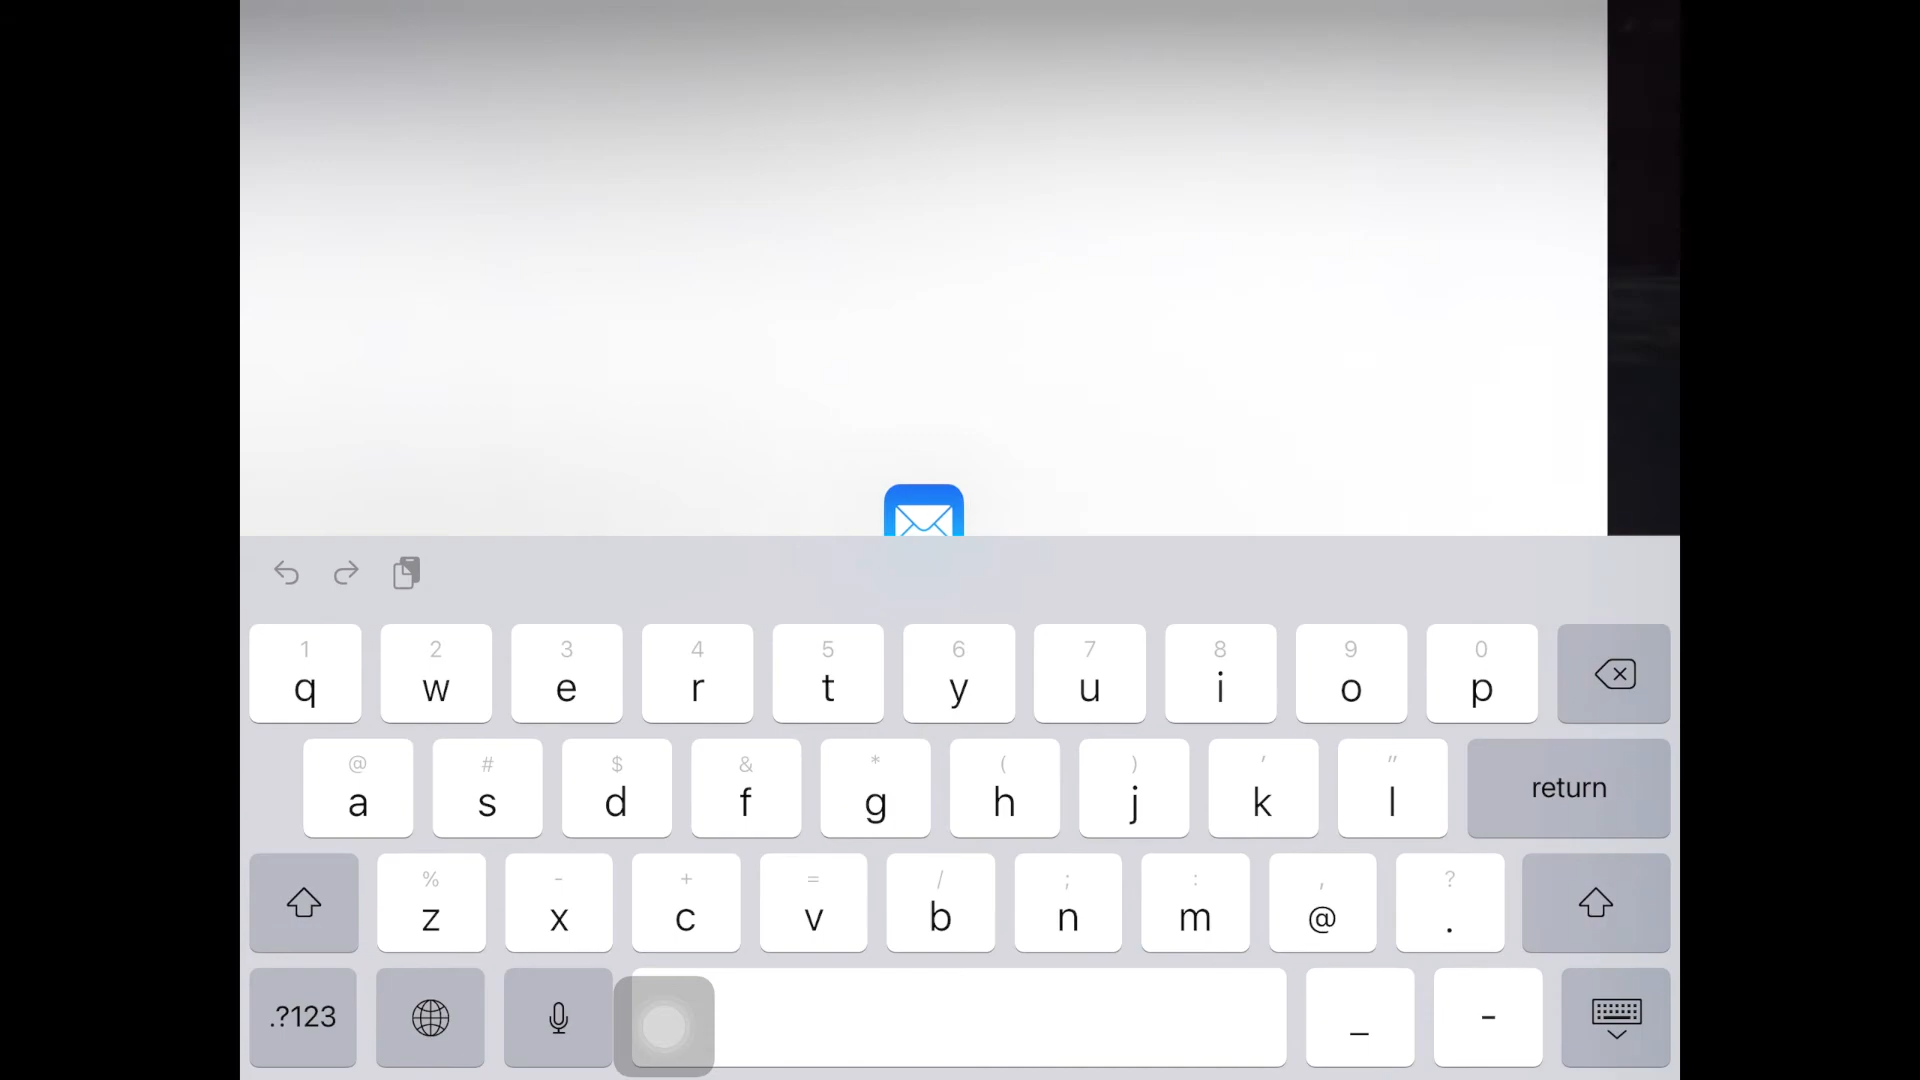 1 2 3 4 5 6 7 8 9 0
q w e r t y u i o p
@ # $ & * ( ) ' "
a s d f g h j k l return
% - + = / ; : , ?
z x c v b n m @ .
.?123 _ -